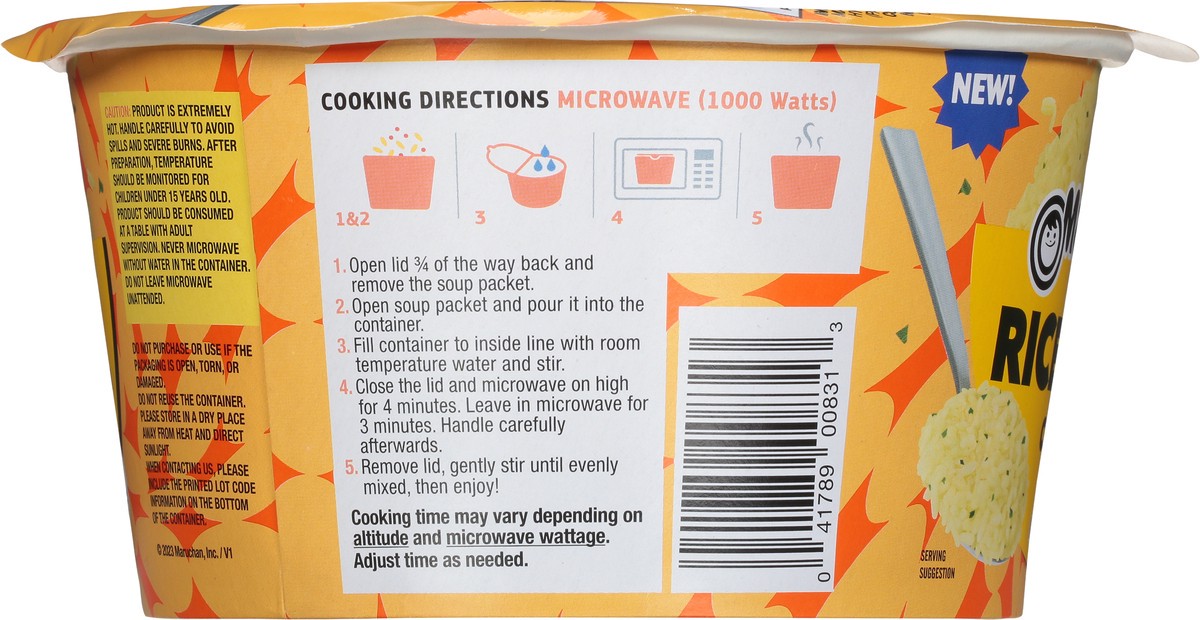 CAUTION: PRODUCT IS EXTREMELY
HOT. HANDLE CAREFULLY TO AVOID
SPILLS AND SEVERE BURNS. AFTER
PREPARATION, TEMPERATURE
SHOULD BE MONITORED FOR
CHILDREN UNDER 15 YEARS OLD.
PRODUCT SHOULD BE CONSUMED
AT A TABLE WITH ADULT
SUPERVISION. NEVER MICROWAVE
WITHOUT WATER IN THE CONTAINER.
DO NOT LEAVE MICROWAVE
UNATTENDED.
DO NOT PURCHASE OR USE IF THE
PACKAGING IS OPEN, TORN, OR
DAMAGED.
DO NOT REUSE THE CONTAINER.
PLEASE STORE IN A DRY PLACE
AWAY FROM HEAT AND DIRECT
SUNLIGHT.
WHEN CONTACTING US, PLEASE
INCLUDE THE PRINTED LOT CODE
INFORMATION ON THE BOTTOM
OF THE CONTAINER.
© 2023 Maruchan, Inc. / V1
COOKING DIRECTIONS MICROWAVE (1000 Watts)
1&2 3 4 5
1. Open lid ¾ of the way back and
remove the soup packet.
2. Open soup packet and pour it into the
container.
3. Fill container to inside line with room
temperature water and stir.
4. Close the lid and microwave on high
for 4 minutes. Leave in microwave for
3 minutes. Handle carefully
afterwards.
5. Remove lid, gently stir until evenly
mixed, then enjoy!
Cooking time may vary depending on
altitude and microwave wattage.
Adjust time as needed.
0 41789 00831 3
NEW!
RICE
SERVING
SUGGESTION